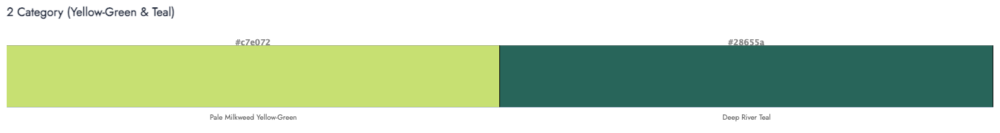 2 Category (Yellow-Green & Teal)
#c7e072 #28655a
Pale Milkweed Yellow-Green Deep River Teal